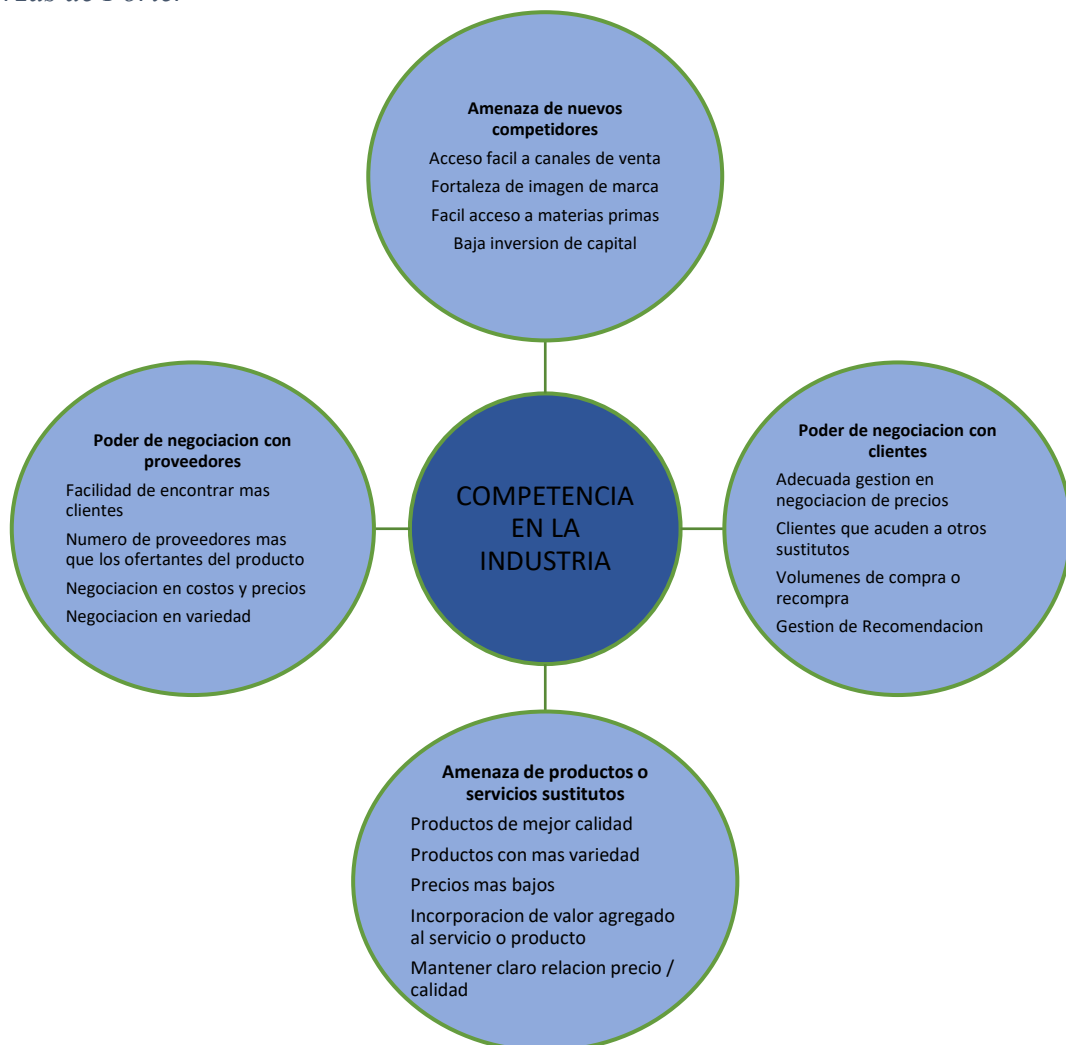 de Porter
Amenaza de nuevos
competidores
Acceso facil a canales de venta
Fortaleza de imagen de marca
Facil acceso a materias primas
Baja inversion de capital
Poder de negociacion con
proveedores
Facilidad de encontrar mas
clientes
Numero de proveedores mas
que los ofertantes del producto
Negociacion en costos y precios
Negociacion en variedad
COMPETENCIA
EN LA
INDUSTRIA
Poder de negociacion con
clientes
Adecuada gestion en
negociacion de precios
Clientes que acuden a otros
sustitutos
Volumenes de compra o
recompra
Gestion de Recomendacion
Amenaza de productos o
servicios sustitutos
Productos de mejor calidad
Productos con mas variedad
Precios mas bajos
Incorporacion de valor agregado
al servicio o producto
Mantener claro relacion precio /
calidad